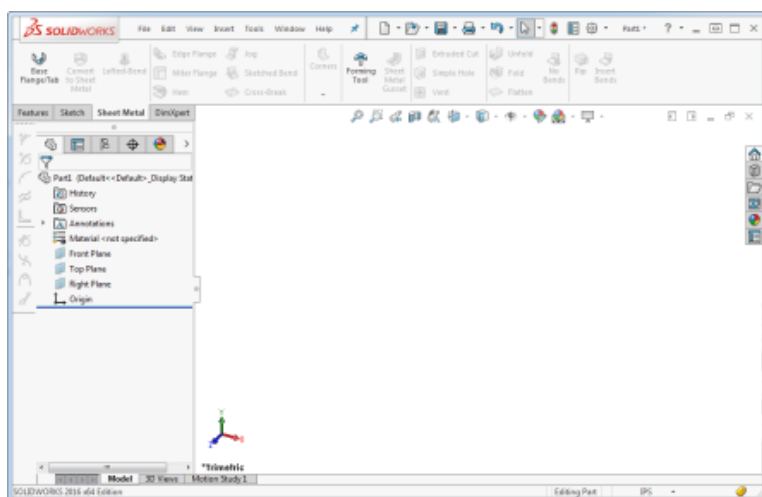 SOLIDWORKS File Edit View Insert Tools Window Help Part1 * ?
Base Flange/Tab Convert to Sheet Metal Lofted-Bend Edge Flange Miter Flange Hem Jog Sketched Bend Cross-Break Corners Forming Tool Sheet Metal Gusset Extruded Cut Simple Hole Vent Unfold Fold Flatten No Bends Rip Insert Bends
Features Sketch Sheet Metal DimXpert
Part1 (Default<<Default>_Display Stat
History
Sensors
Annotations
Material <not specified>
Front Plane
Top Plane
Right Plane
Origin
Y
*Trimetric
Model 3D Views Motion Study 1
SOLIDWORKS 2016 x64 Edition Editing Part IPS